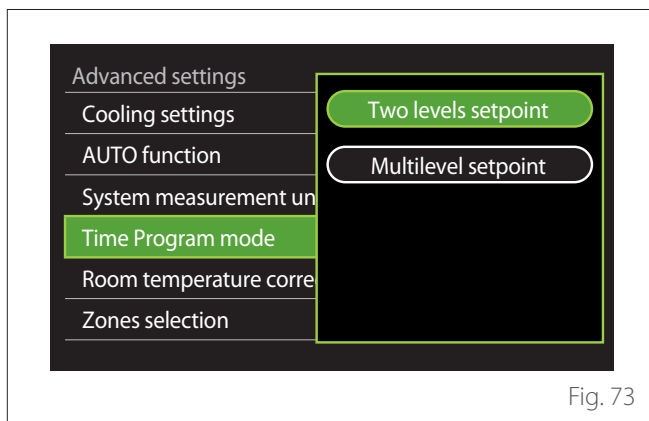 Advanced settings
Cooling settings
AUTO function
System measurement un
Time Program mode
Room temperature corre
Zones selection
Two levels setpoint
Multilevel setpoint
Fig. 73